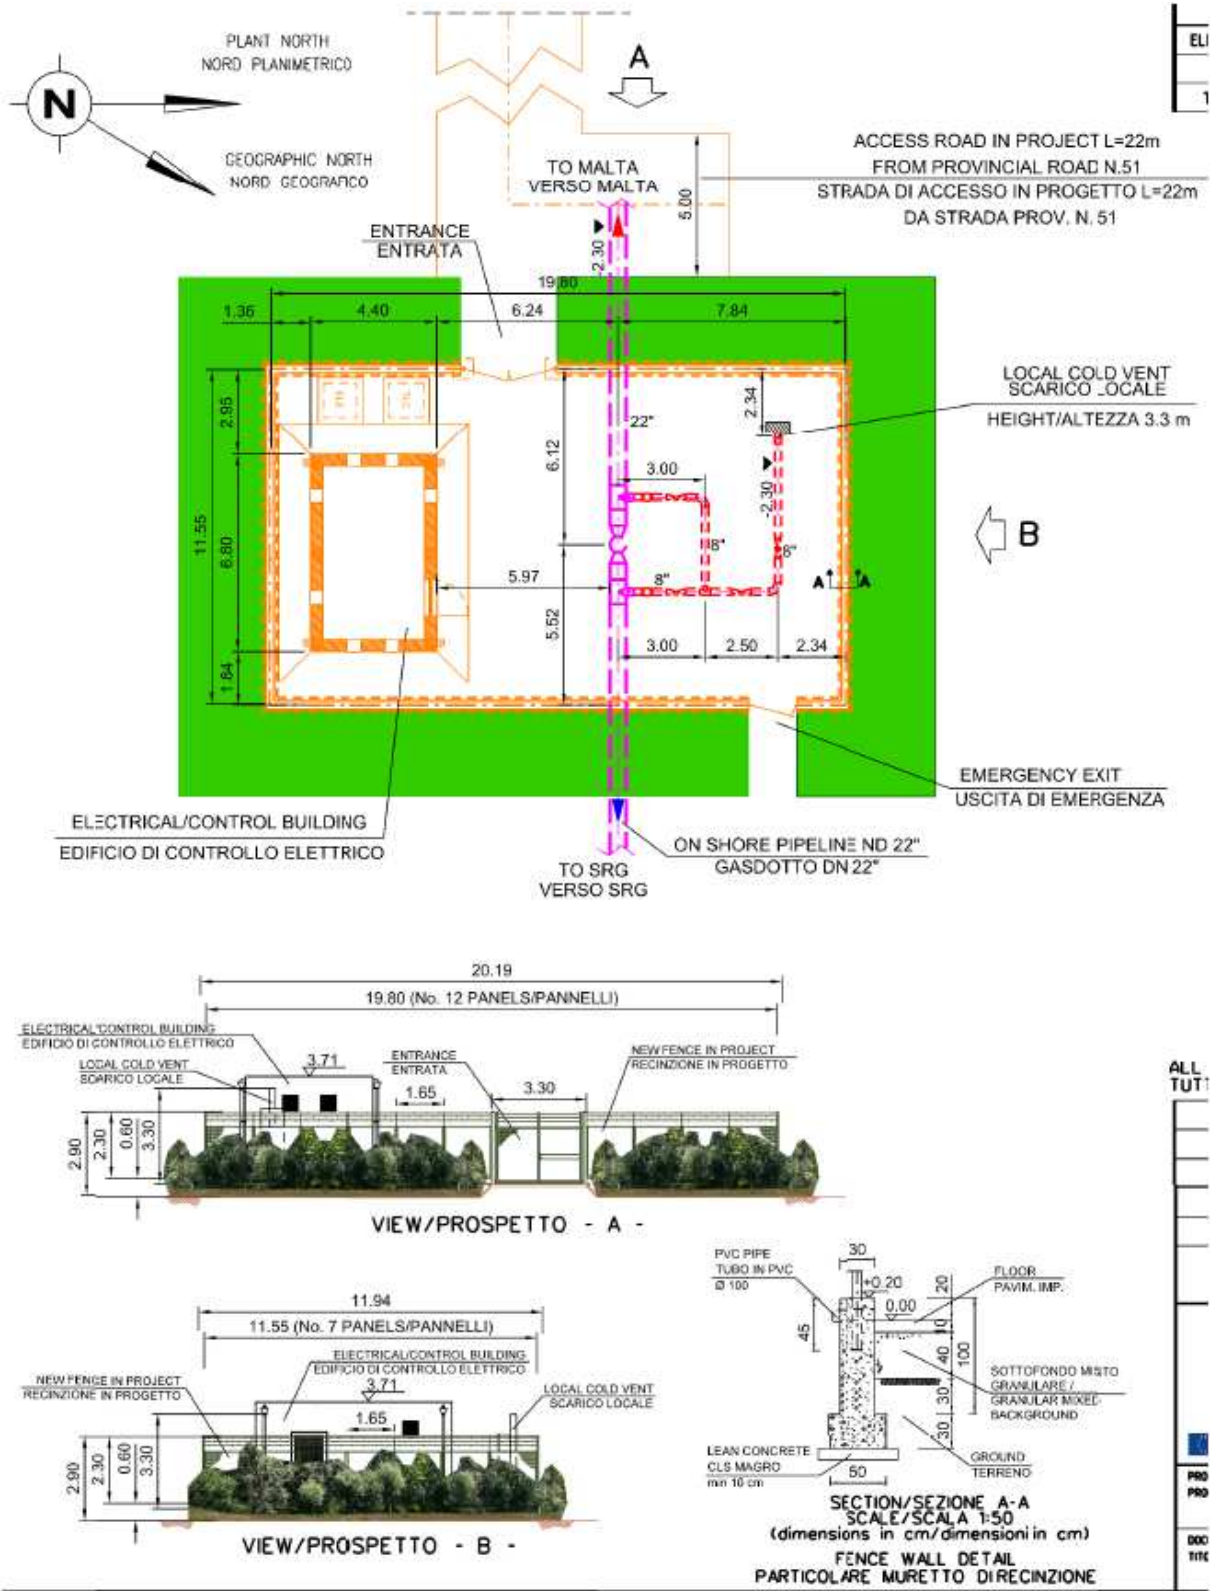 PLANT NORTH
NORD PLANIMETRICO
N
GEOGRAPHIC NORTH
NORD GEOGRAFICO
A
ELI
ACCESS ROAD IN PROJECT L=22m
FROM PROVINCIAL ROAD N.51
STRADA DI ACCESSO IN PROGETTO L=22m
DA STRADA PROV. N. 51
TO MALTA
VERSO MALTA
5.00
-2.30
ENTRANCE
ENTRATA
19.80
1.36
4.40
6.24
7.84
LOCAL COLD VENT
SCARICO LOCALE
HEIGHT/ALTEZZA 3.3 m
2.95
2.34
22"
6.12
3.00
-2.30
11.55
6.80
8"
8"
B
5.97
8"
A A
5.52
3.00
2.50
2.34
1.84
EMERGENCY EXIT
USCITA DI EMERGENZA
ELECTRICAL/CONTROL BUILDING
EDIFICIO DI CONTROLLO ELETTRICO
ON SHORE PIPELINE ND 22"
GASDOTTO DN 22"
TO SRG
VERSO SRG
20.19
19.80 (No. 12 PANELS/PANNELLI)
ELECTRICAL/CONTROL BUILDING
EDIFICIO DI CONTROLLO ELETTRICO
LOCAL COLD VENT
SCARICO LOCALE
3.71
ENTRANCE
ENTRATA
NEW FENCE IN PROJECT
RECINZIONE IN PROGETTO
1.65
3.30
2.90
2.30
0.60
3.30
VIEW/PROSPETTO - A -
ALL
TUTT
11.94
11.55 (No. 7 PANELS/PANNELLI)
ELECTRICAL/CONTROL BUILDING
EDIFICIO DI CONTROLLO ELETTRICO
NEW FENCE IN PROJECT
RECINZIONE IN PROGETTO
3.71
LOCAL COLD VENT
SCARICO LOCALE
1.65
2.90
2.30
0.60
3.30
VIEW/PROSPETTO - B -
PVC PIPE
TUBO IN PVC
Ø 100
30
+0.20
0.00
20
FLOOR
PAVIM. IMP.
45
10
40
100
30
30
SOTTOFONDO MISTO
GRANULARE /
GRANULAR MIXED
BACKGROUND
LEAN CONCRETE
CLS MAGRO
min 10 cm
50
GROUND
TERRENO
SECTION/SEZIONE A-A
SCALE/SCALA 1:50
(dimensions in cm/dimensioni in cm)
FENCE WALL DETAIL
PARTICOLARE MURETTO DI RECINZIONE
PRO
PRO
DOC
TITO